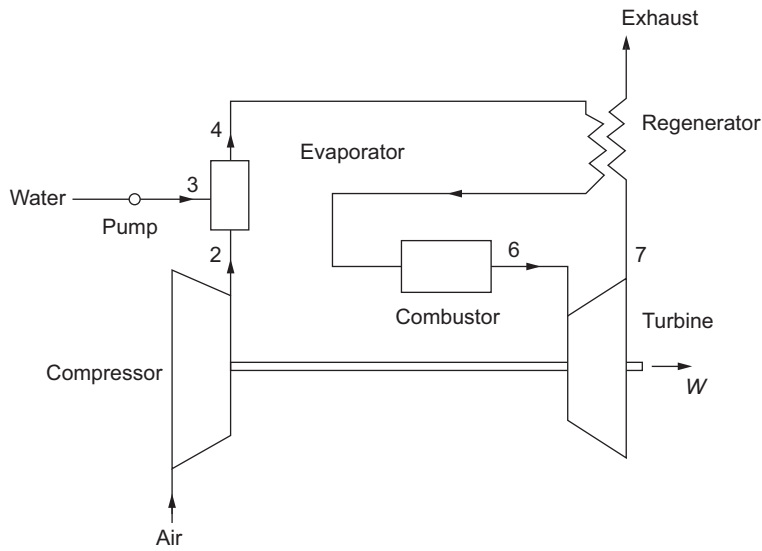 Exhaust
4
Regenerator
Evaporator
3
Water
Pump
2
6
7
Combustor
Turbine
Compressor
W
Air